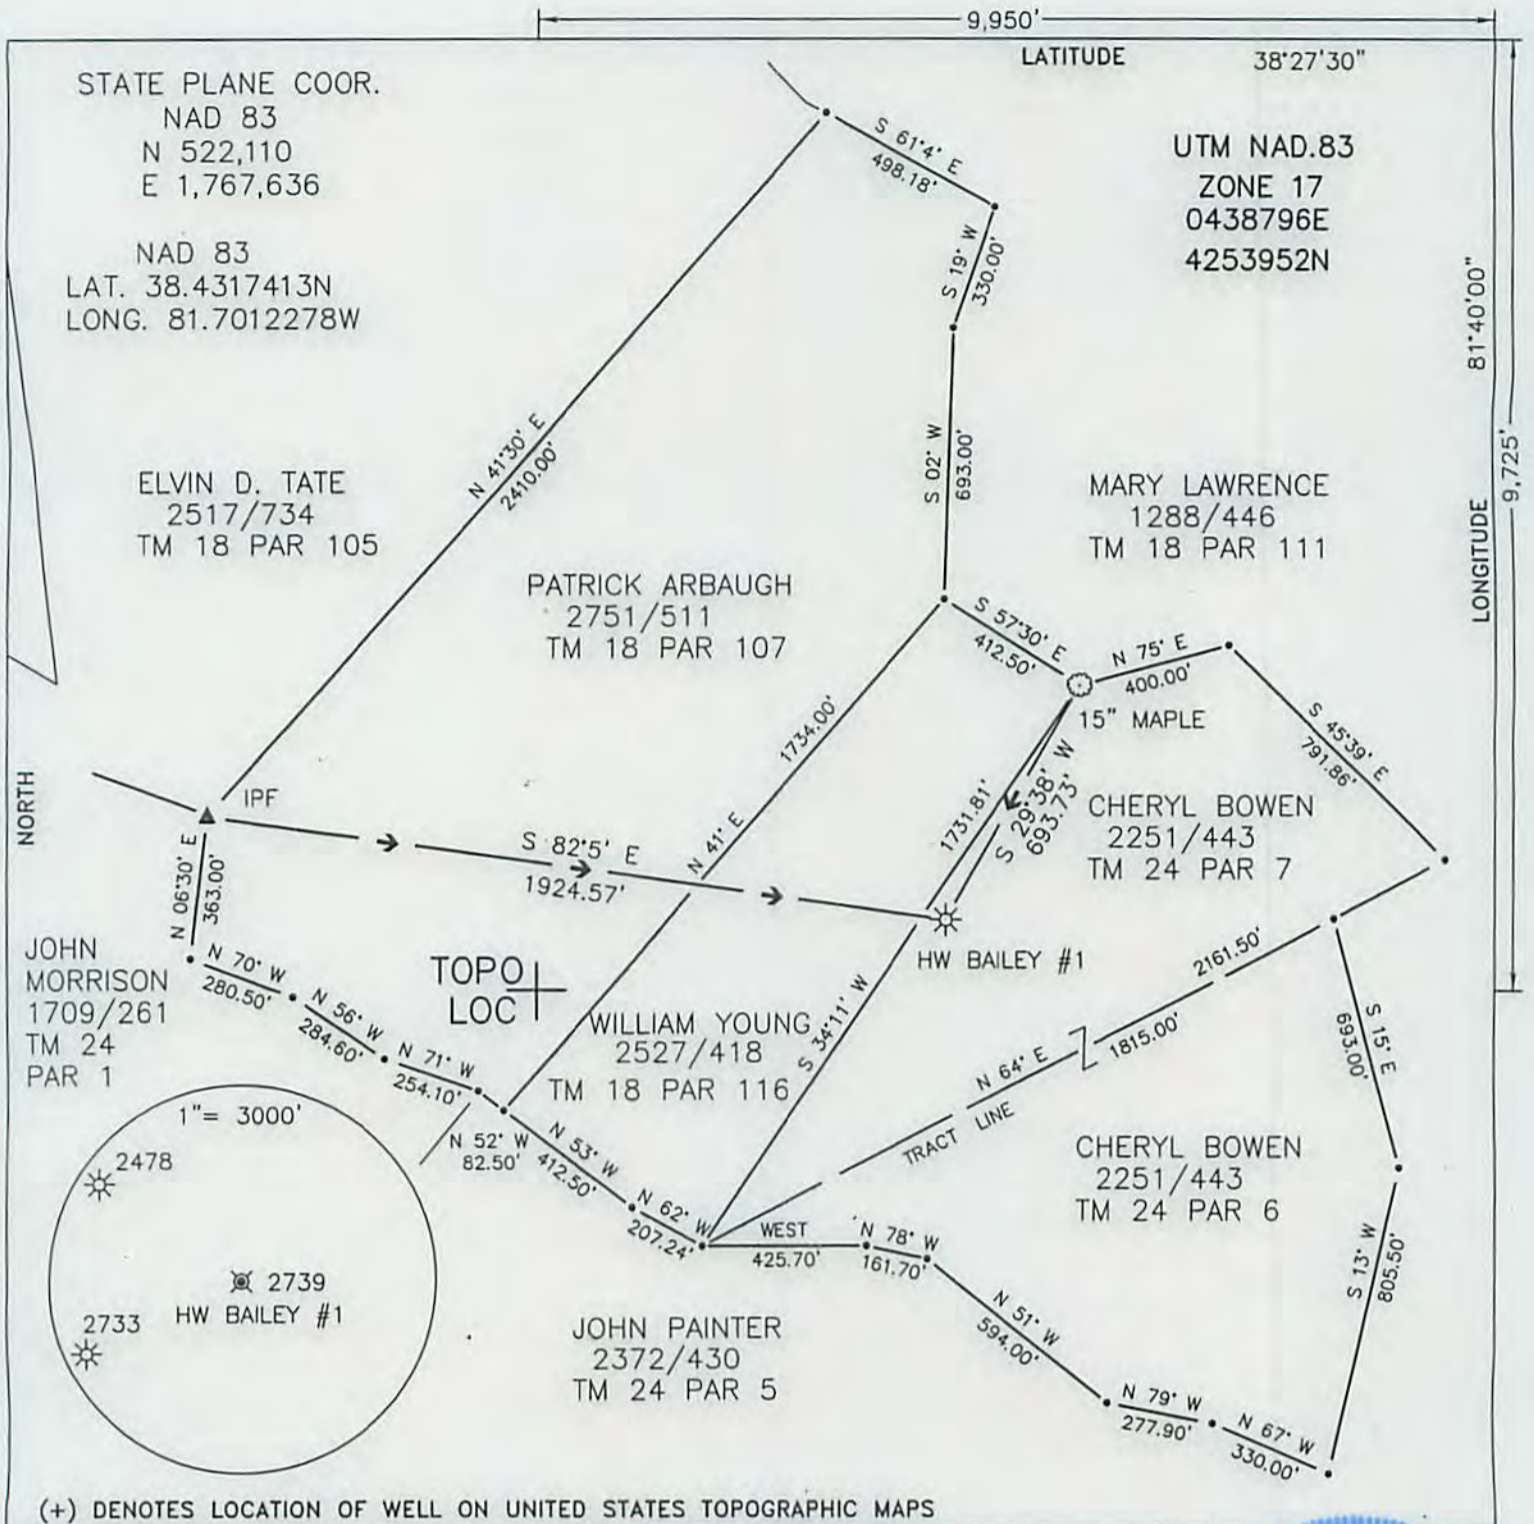 9,950'
LATITUDE 38°27'30"
STATE PLANE COOR.
NAD 83
N 522,110
E 1,767,636
NAD 83
LAT. 38.4317413N
LONG. 81.7012278W
UTM NAD.83
ZONE 17
0438796E
4253952N
S 61°4' E
498.18'
S 19° W
330.00'
81°40'00"
LONGITUDE
9,725'
N 41°30' E
2410.00'
S 02° W
693.00'
ELVIN D. TATE
2517/734
TM 18 PAR 105
PATRICK ARBAUGH
2751/511
TM 18 PAR 107
MARY LAWRENCE
1288/446
TM 18 PAR 111
S 57°30' E
412.50'
N 75° E
400.00'
15" MAPLE
S 45°39' E
791.86'
1734.00'
N 41° E
1731.81'
S 29°38' W
693.73'
CHERYL BOWEN
2251/443
TM 24 PAR 7
NORTH
IPF
S 82°5' E
1924.57'
N 06°30' E
363.00'
HW BAILEY #1
2161.50'
JOHN
MORRISON
1709/261
TM 24
PAR 1
N 70° W
280.50'
N 56° W
284.60'
N 71° W
254.10'
TOPO
LOC
WILLIAM YOUNG
2527/418
TM 18 PAR 116
S 34°11' W
N 64° E
1815.00'
TRACT LINE
S 15° E
693.00'
N 52° W
82.50'
N 53° W
412.50'
N 62° W
207.24'
WEST
425.70'
N 78° W
161.70'
CHERYL BOWEN
2251/443
TM 24 PAR 6
S 13° W
805.50'
N 51° W
594.00'
N 79° W
277.90'
N 67° W
330.00'
1"= 3000'
2478
2739
HW BAILEY #1
2733
JOHN PAINTER
2372/430
TM 24 PAR 5
(+) DENOTES LOCATION OF WELL ON UNITED STATES TOPOGRAPHIC MAPS